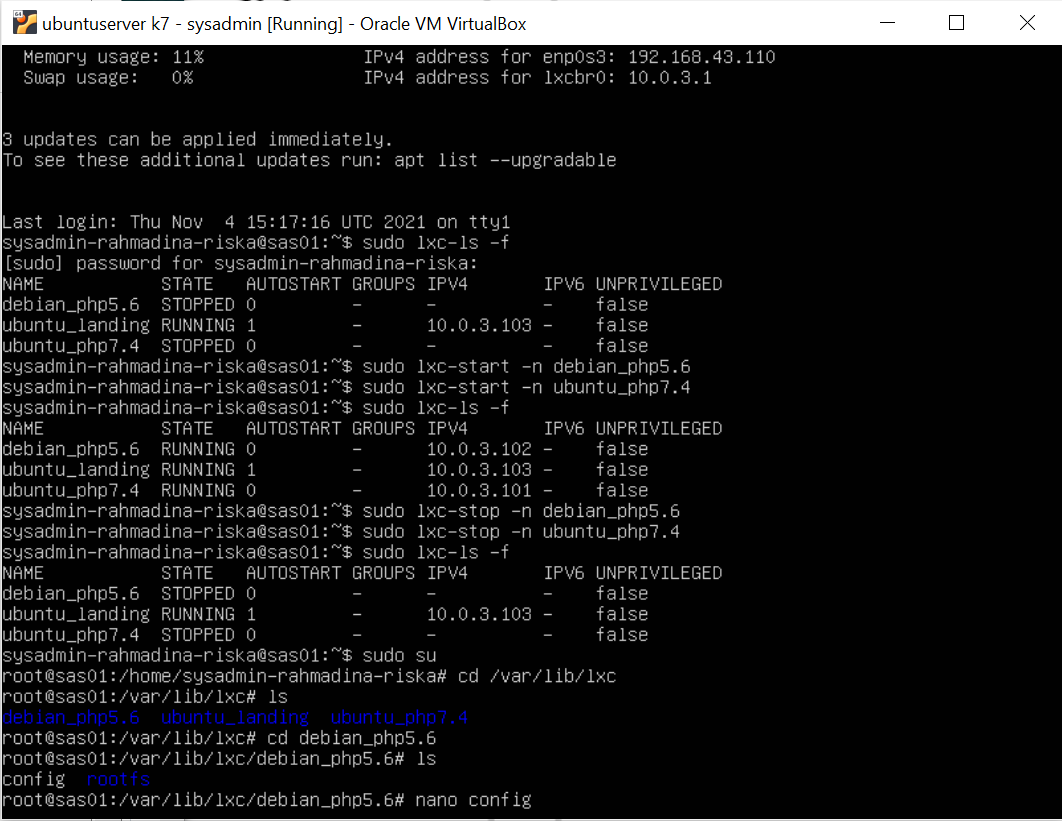 ubuntuserver k7 - sysadmin [Running] - Oracle VM VirtualBox
  Memory usage: 11%               IPv4 address for enp0s3: 192.168.43.110
  Swap usage:   0%                IPv4 address for lxcbr0: 10.0.3.1
3 updates can be applied immediately.
To see these additional updates run: apt list --upgradable
Last login: Thu Nov  4 15:17:16 UTC 2021 on tty1
sysadmin-rahmadina-riska@sas01:~$ sudo lxc-ls -f
[sudo] password for sysadmin-rahmadina-riska:
NAME           STATE   AUTOSTART GROUPS IPV4       IPV6 UNPRIVILEGED
debian_php5.6  STOPPED 0         -      -          -    false
ubuntu_landing RUNNING 1         -      10.0.3.103 -    false
ubuntu_php7.4  STOPPED 0         -      -          -    false
sysadmin-rahmadina-riska@sas01:~$ sudo lxc-start -n debian_php5.6
sysadmin-rahmadina-riska@sas01:~$ sudo lxc-start -n ubuntu_php7.4
sysadmin-rahmadina-riska@sas01:~$ sudo lxc-ls -f
NAME           STATE   AUTOSTART GROUPS IPV4       IPV6 UNPRIVILEGED
debian_php5.6  RUNNING 0         -      10.0.3.102 -    false
ubuntu_landing RUNNING 1         -      10.0.3.103 -    false
ubuntu_php7.4  RUNNING 0         -      10.0.3.101 -    false
sysadmin-rahmadina-riska@sas01:~$ sudo lxc-stop -n debian_php5.6
sysadmin-rahmadina-riska@sas01:~$ sudo lxc-stop -n ubuntu_php7.4
sysadmin-rahmadina-riska@sas01:~$ sudo lxc-ls -f
NAME           STATE   AUTOSTART GROUPS IPV4       IPV6 UNPRIVILEGED
debian_php5.6  STOPPED 0         -      -          -    false
ubuntu_landing RUNNING 1         -      10.0.3.103 -    false
ubuntu_php7.4  STOPPED 0         -      -          -    false
sysadmin-rahmadina-riska@sas01:~$ sudo su
root@sas01:/home/sysadmin-rahmadina-riska# cd /var/lib/lxc
root@sas01:/var/lib/lxc# ls
debian_php5.6  ubuntu_landing  ubuntu_php7.4
root@sas01:/var/lib/lxc# cd debian_php5.6
root@sas01:/var/lib/lxc/debian_php5.6# ls
config  rootfs
root@sas01:/var/lib/lxc/debian_php5.6# nano config